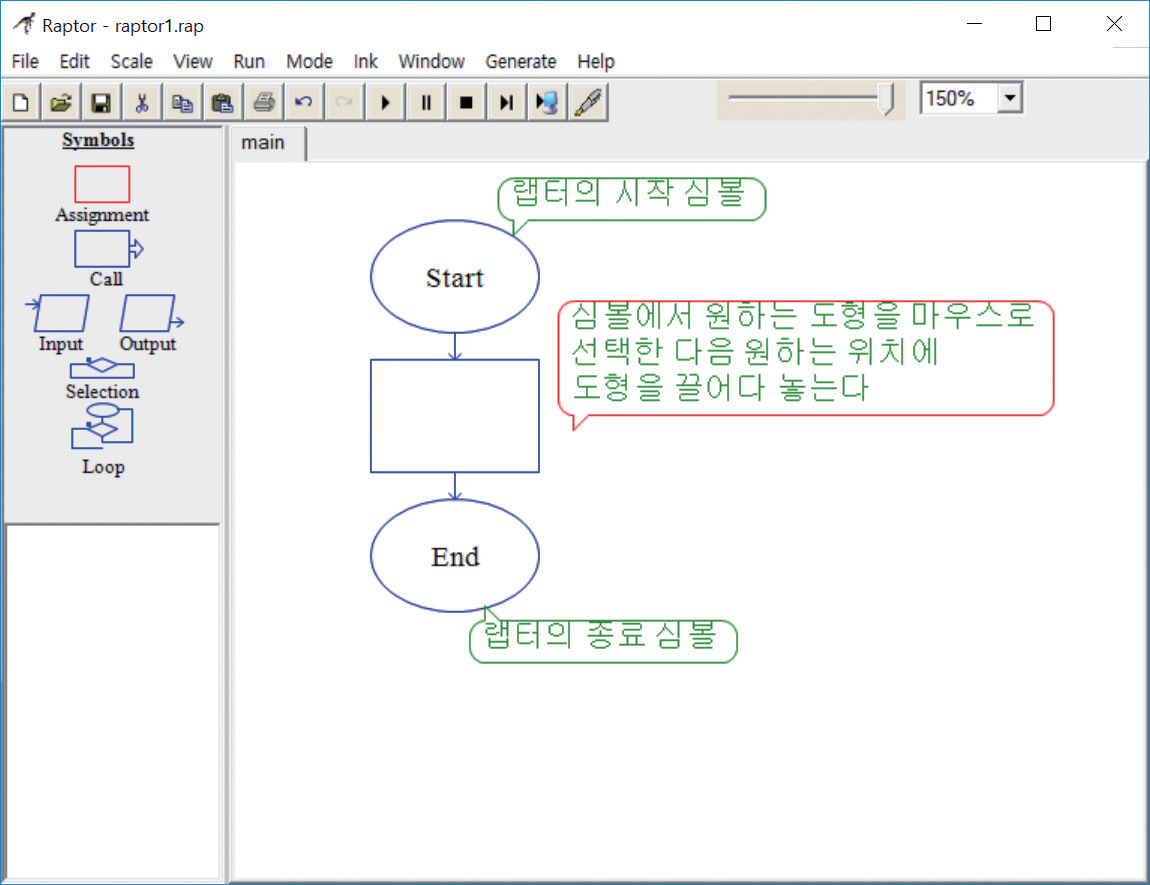 Raptor - raptor1.rap
File Edit Scale View Run Mode Ink Window Generate Help
150%
Symbols
Assignment
Call
Input Output
Selection
Loop
main
랩터의 시작 심볼
Start
심볼에서 원하는 도형을 마우스로
선택한 다음 원하는 위치에
도형을 끌어다 놓는다
End
랩터의 종료 심볼